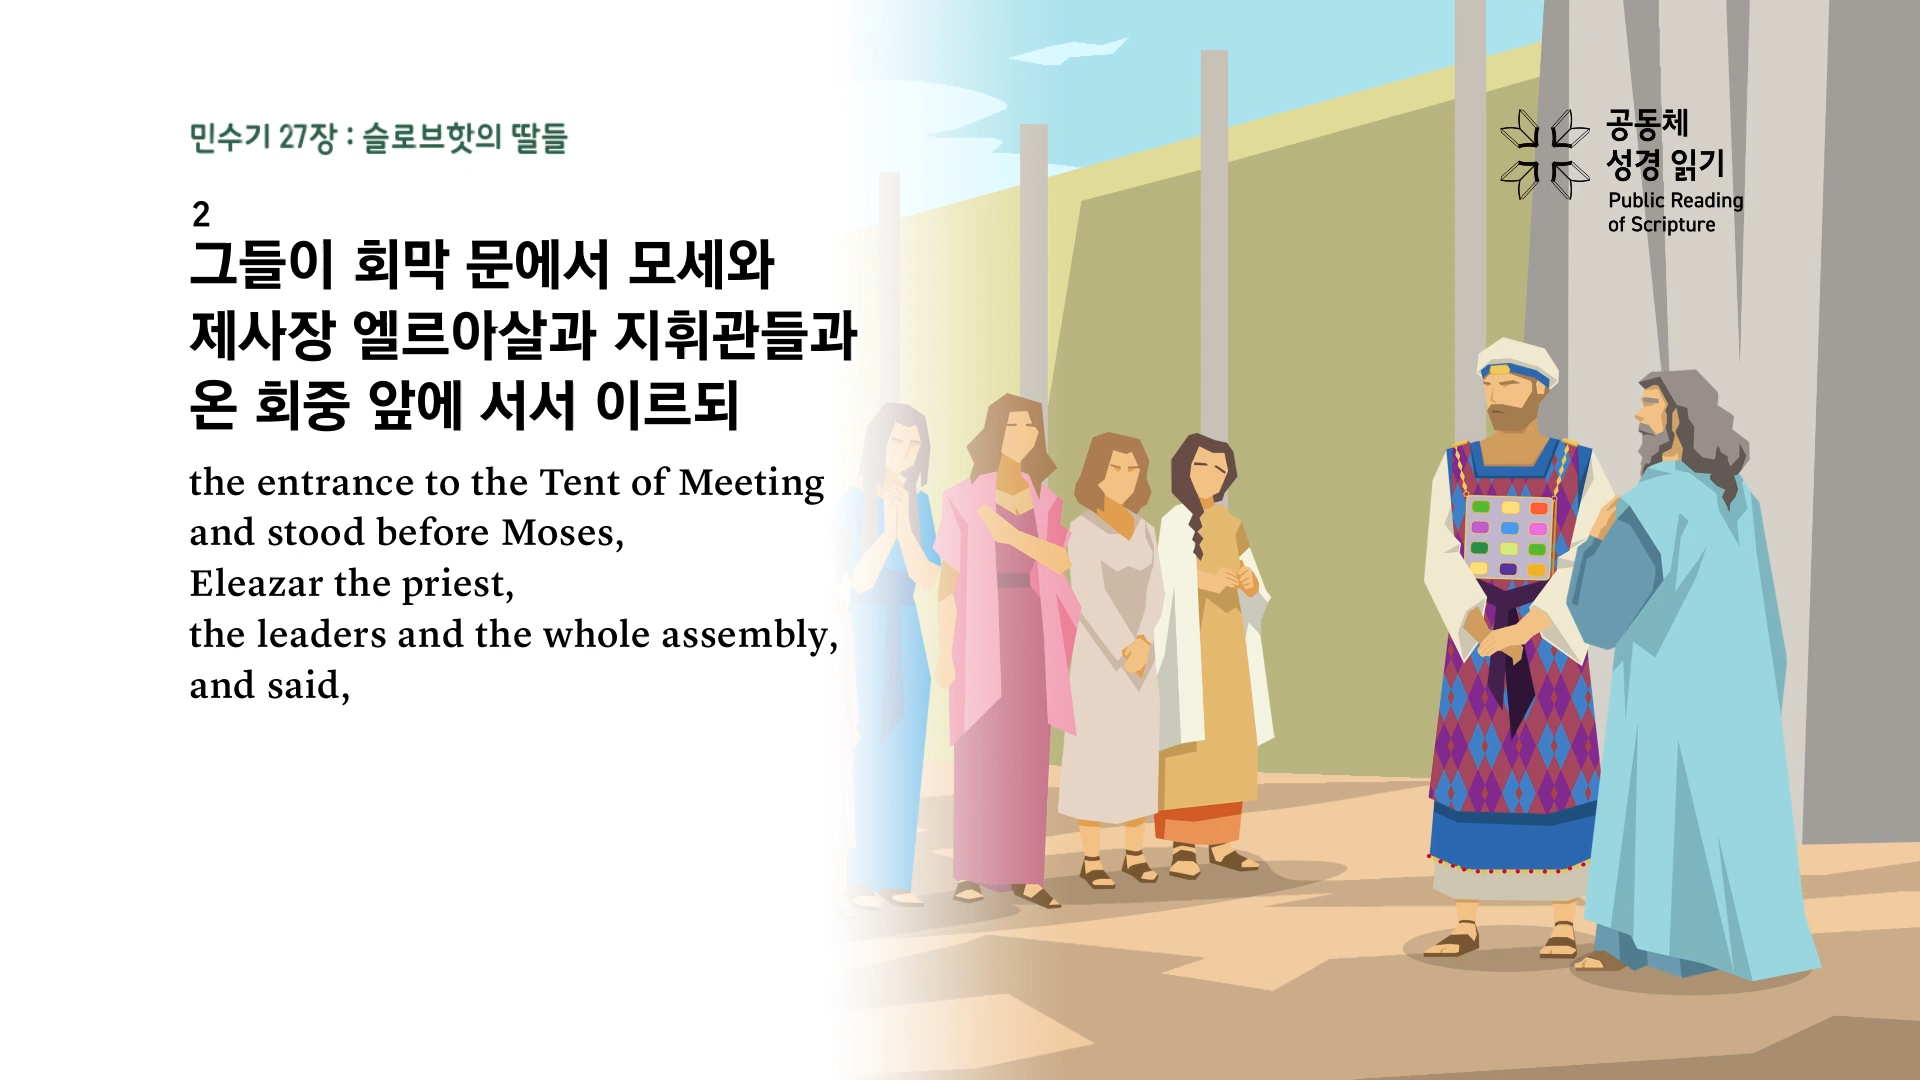 민수기 27장 : 슬로브핫의 딸들
2
그들이 회막 문에서 모세와
제사장 엘르아살과 지휘관들과
온 회중 앞에 서서 이르되
the entrance to the Tent of Meeting
and stood before Moses,
Eleazar the priest,
the leaders and the whole assembly,
and said,
공동체
성경 읽기
Public Reading
of Scripture